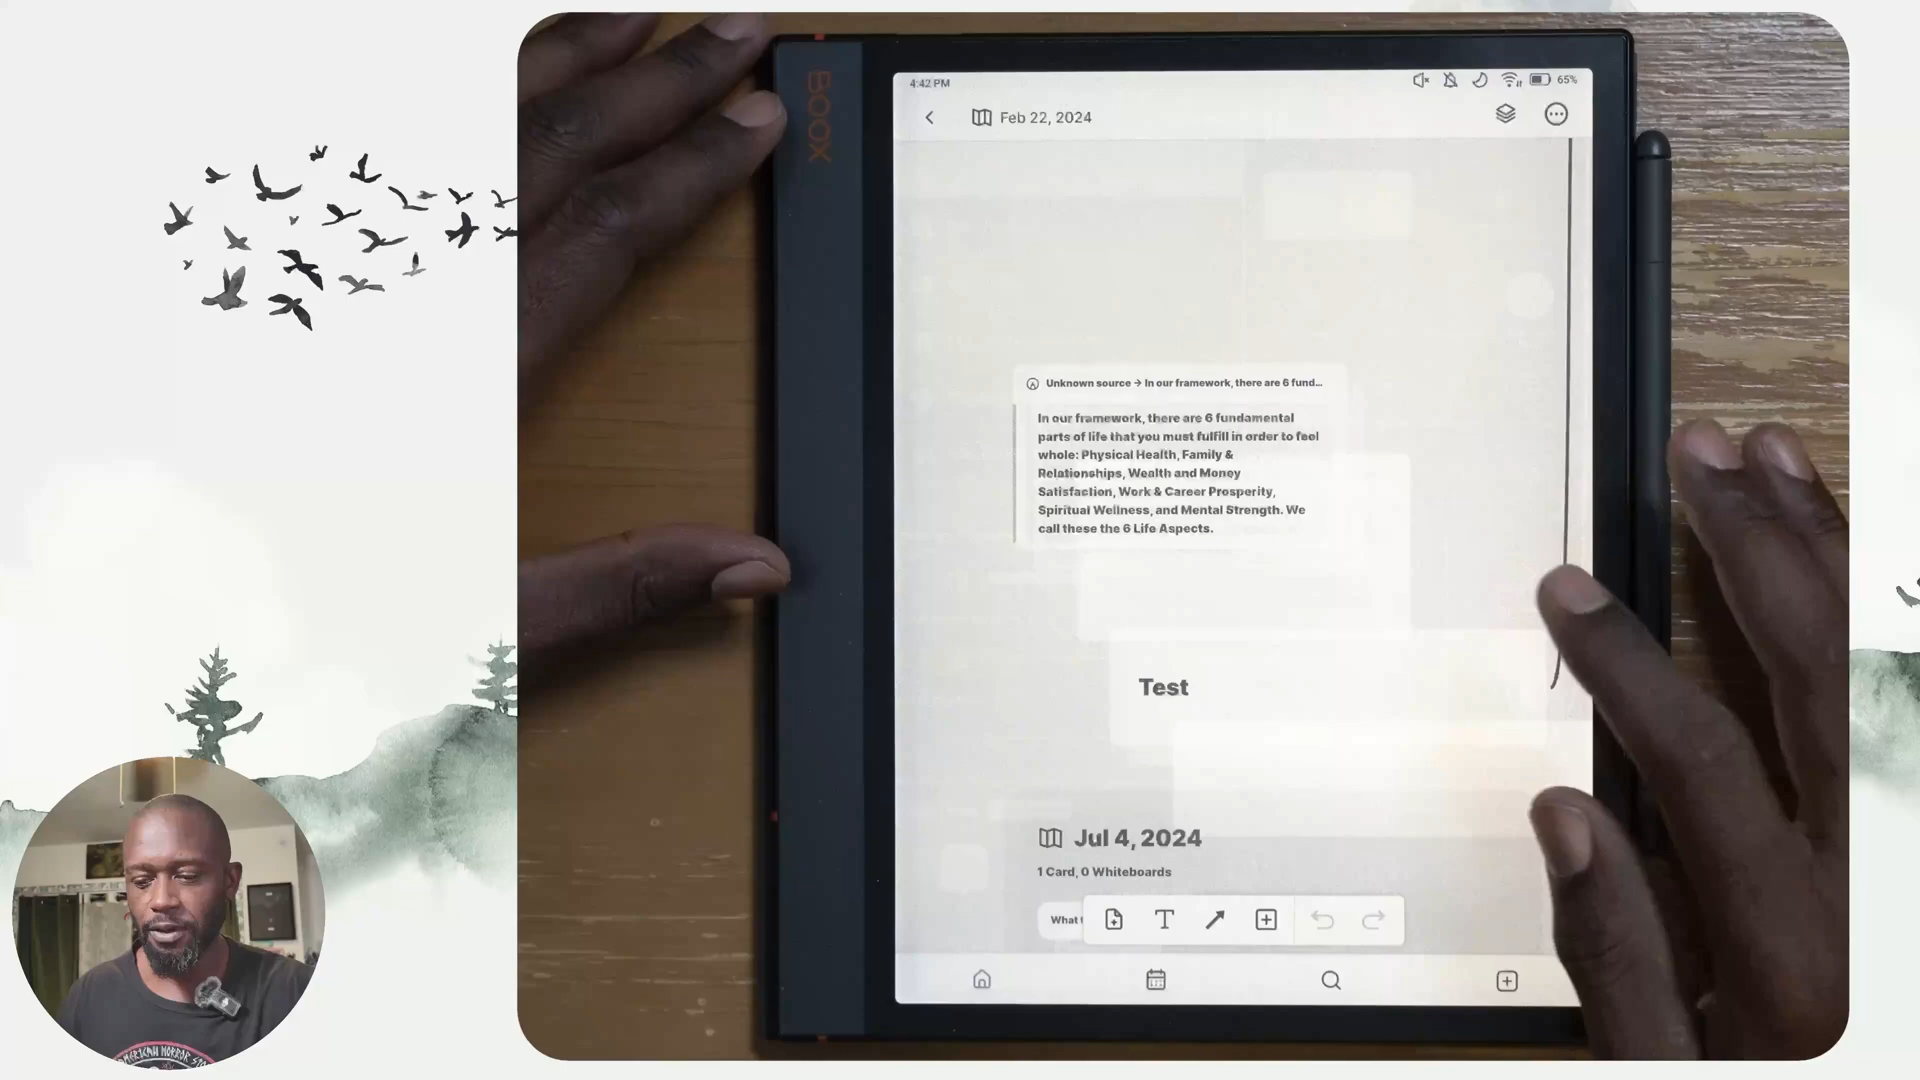 BOOX
4:42 PM
65%
Feb 22, 2024
Unknown source → In our framework, there are 6 fund...
In our framework, there are 6 fundamental
parts of life that you must fulfill in order to feel
whole: Physical Health, Family &
Relationships, Wealth and Money
Satisfaction, Work & Career Prosperity,
Spiritual Wellness, and Mental Strength. We
call these the 6 Life Aspects.
Test
Jul 4, 2024
1 Card, 0 Whiteboards
What
T
AMERICAN HORROR